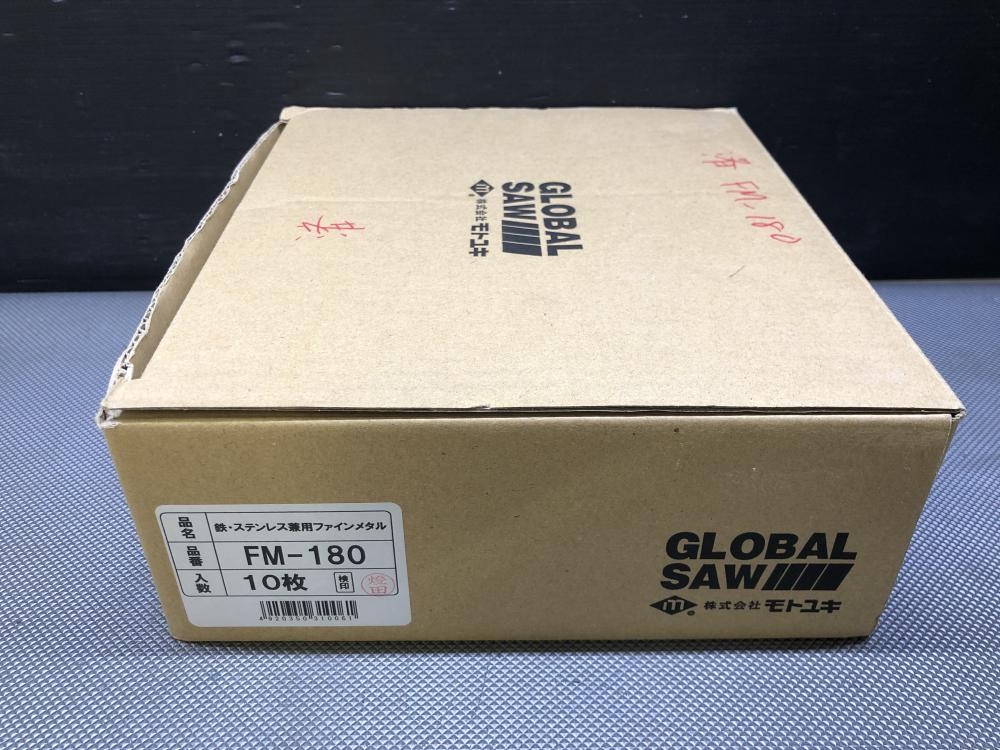 GLOBAL
SAW
株式会社 モトユキ
FM-180
品名 鉄・ステンレス兼用ファインメタル
品番 FM-180
入数 10枚 検印
4920350310061
GLOBAL
SAW
株式会社 モトユキ